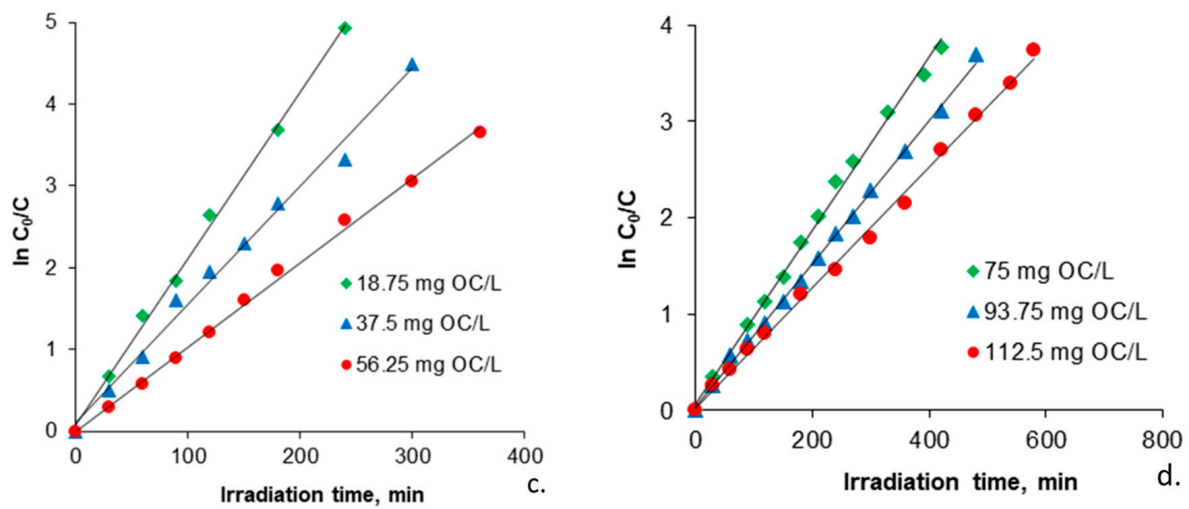 5
4
3
2
1
0
ln C₀/C
0
100
200
300
400
Irradiation time, min
18.75 mg OC/L
37.5 mg OC/L
56.25 mg OC/L
c.
4
3
2
1
0
ln C₀/C
0
200
400
600
800
Irradiation time, min
75 mg OC/L
93.75 mg OC/L
112.5 mg OC/L
d.